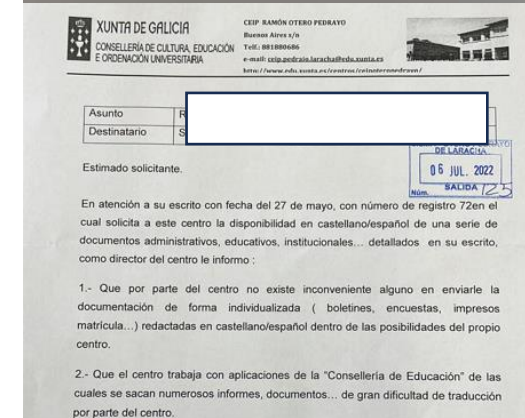 XUNTA DE GALICIA
CONSELLERÍA DE CULTURA, EDUCACIÓN
E ORDENACIÓN UNIVERSITARIA
CEIP RAMÓN OTERO PEDRAYO
Buenos Aires s/n
Telf.: 881880686
e-mail: ceip.pedraio.laracha@edu.xunta.es
http://www.edu.xunta.es/centros/ceipoteropedrayo/
Asunto R
Destinatario S
DE LARACHA
06 JUL. 2022
Núm. SALIDA 125
Estimado solicitante.
En atención a su escrito con fecha del 27 de mayo, con número de registro 72en el
cual solicita a este centro la disponibilidad en castellano/español de una serie de
documentos administrativos, educativos, institucionales... detallados en su escrito,
como director del centro le informo :
1.- Que por parte del centro no existe inconveniente alguno en enviarle la
documentación de forma individualizada ( boletines, encuestas, impresos
matrícula...) redactadas en castellano/español dentro de las posibilidades del propio
centro.
2.- Que el centro trabaja con aplicaciones de la "Consellería de Educación" de las
cuales se sacan numerosos informes, documentos... de gran dificultad de traducción
por parte del centro.